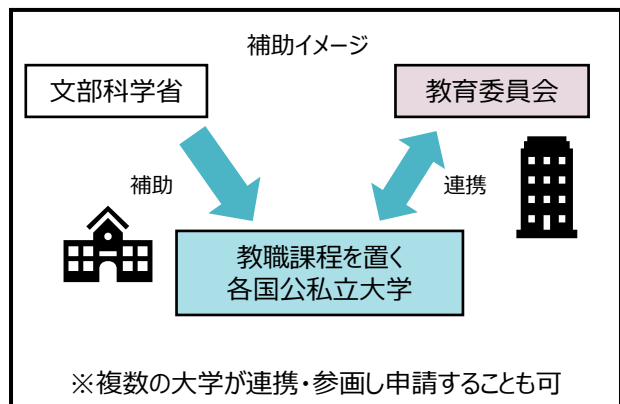 補助イメージ
文部科学省
教育委員会
補助
連携
教職課程を置く
各国公私立大学
※複数の大学が連携・参画し申請することも可